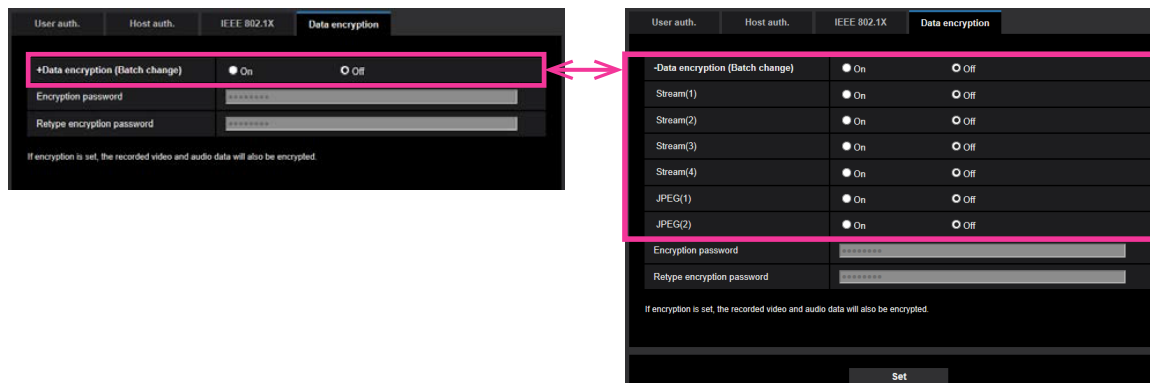 User auth. Host auth. IEEE 802.1X Data encryption
+Data encryption (Batch change) On Off
Encryption password ••••••••
Retype encryption password ••••••••
If encryption is set, the recorded video and audio data will also be encrypted.
User auth. Host auth. IEEE 802.1X Data encryption
-Data encryption (Batch change) On Off
Stream(1) On Off
Stream(2) On Off
Stream(3) On Off
Stream(4) On Off
JPEG(1) On Off
JPEG(2) On Off
Encryption password ••••••••
Retype encryption password ••••••••
If encryption is set, the recorded video and audio data will also be encrypted.
Set